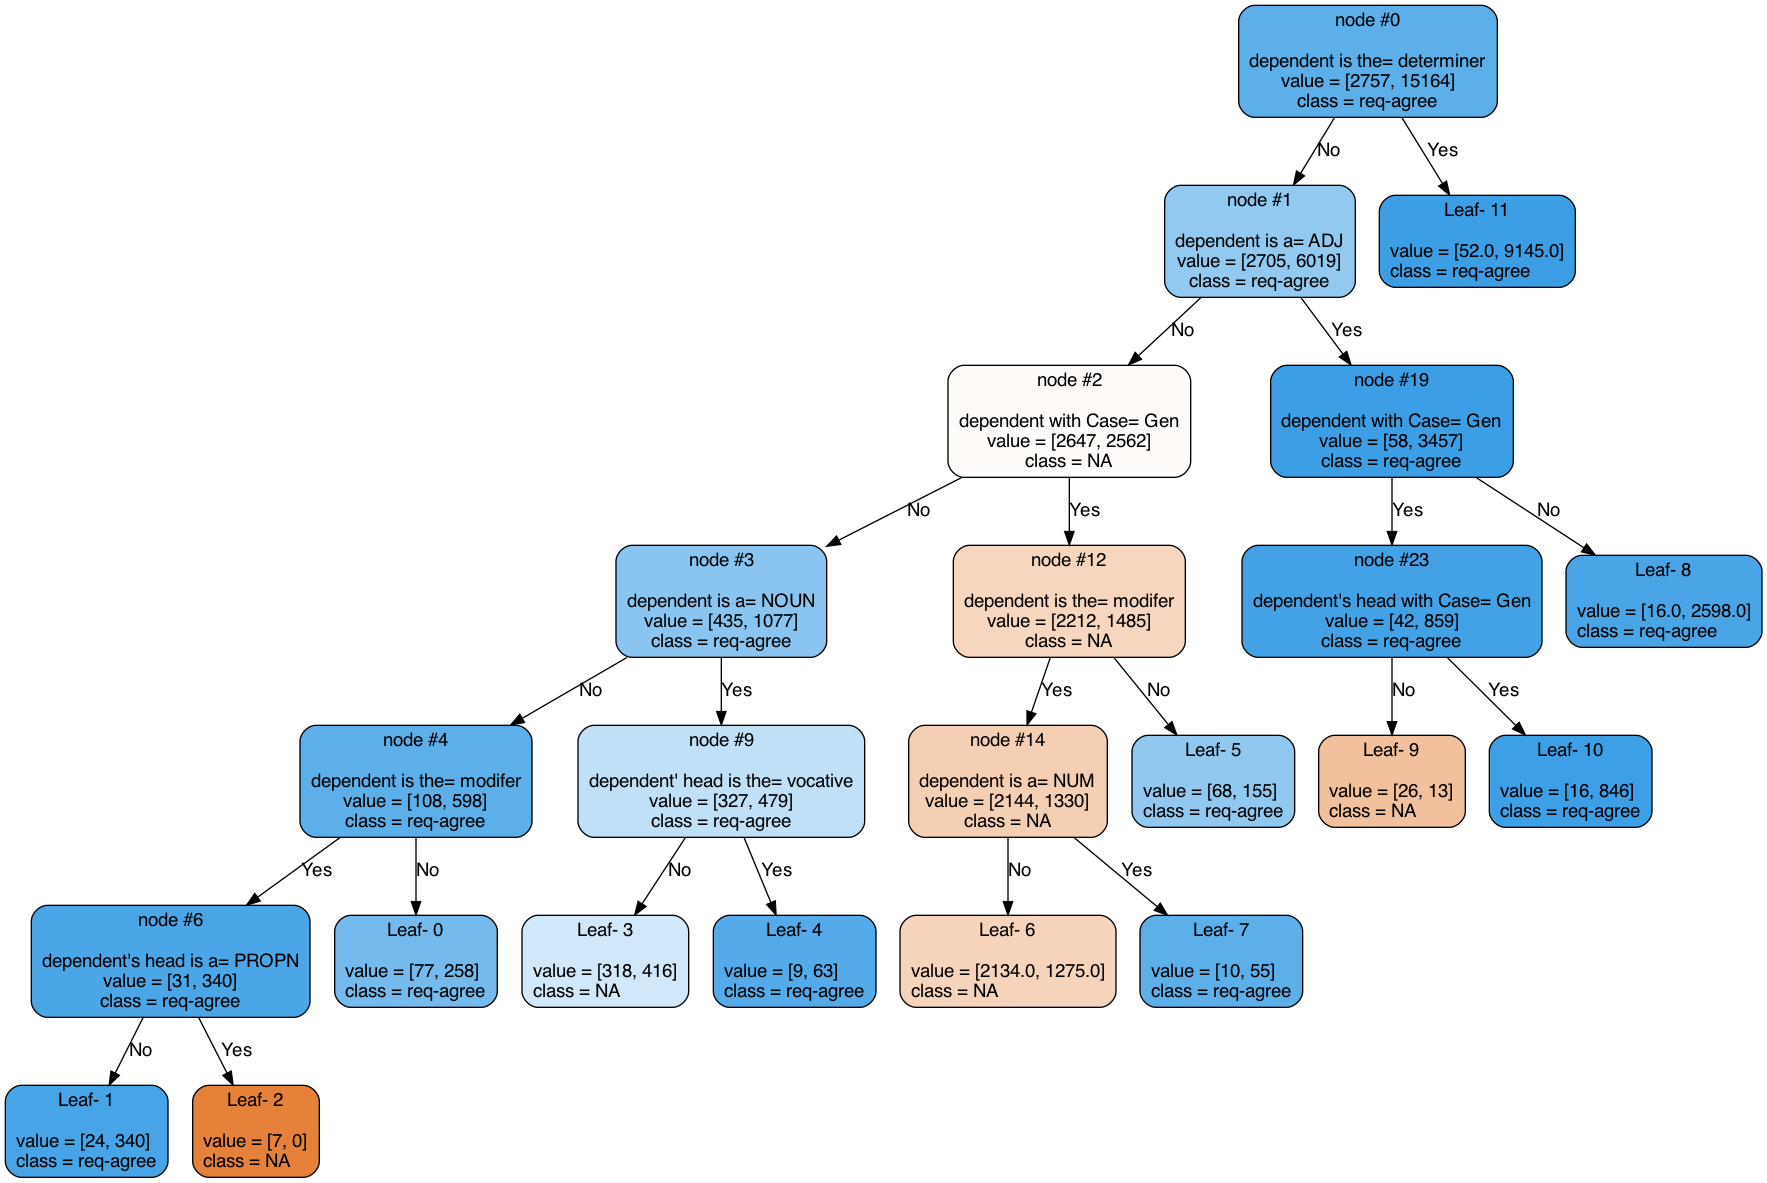 node #0
dependent is the= determiner
value = [2757, 15164]
class = req-agree
No
Yes
node #1
dependent is a= ADJ
value = [2705, 6019]
class = req-agree
Leaf- 11
value = [52.0, 9145.0]
class = req-agree
No
Yes
node #2
dependent with Case= Gen
value = [2647, 2562]
class = NA
node #19
dependent with Case= Gen
value = [58, 3457]
class = req-agree
No
Yes
Yes
No
node #3
dependent is a= NOUN
value = [435, 1077]
class = req-agree
node #12
dependent is the= modifer
value = [2212, 1485]
class = NA
node #23
dependent's head with Case= Gen
value = [42, 859]
class = req-agree
Leaf- 8
value = [16.0, 2598.0]
class = req-agree
No
Yes
Yes
No
No
Yes
node #4
dependent is the= modifer
value = [108, 598]
class = req-agree
node #9
dependent' head is the= vocative
value = [327, 479]
class = req-agree
node #14
dependent is a= NUM
value = [2144, 1330]
class = NA
Leaf- 5
value = [68, 155]
class = req-agree
Leaf- 9
value = [26, 13]
class = NA
Leaf- 10
value = [16, 846]
class = req-agree
Yes
No
No
Yes
No
Yes
node #6
dependent's head is a= PROPN
value = [31, 340]
class = req-agree
Leaf- 0
value = [77, 258]
class = req-agree
Leaf- 3
value = [318, 416]
class = NA
Leaf- 4
value = [9, 63]
class = req-agree
Leaf- 6
value = [2134.0, 1275.0]
class = NA
Leaf- 7
value = [10, 55]
class = req-agree
No
Yes
Leaf- 1
value = [24, 340]
class = req-agree
Leaf- 2
value = [7, 0]
class = NA